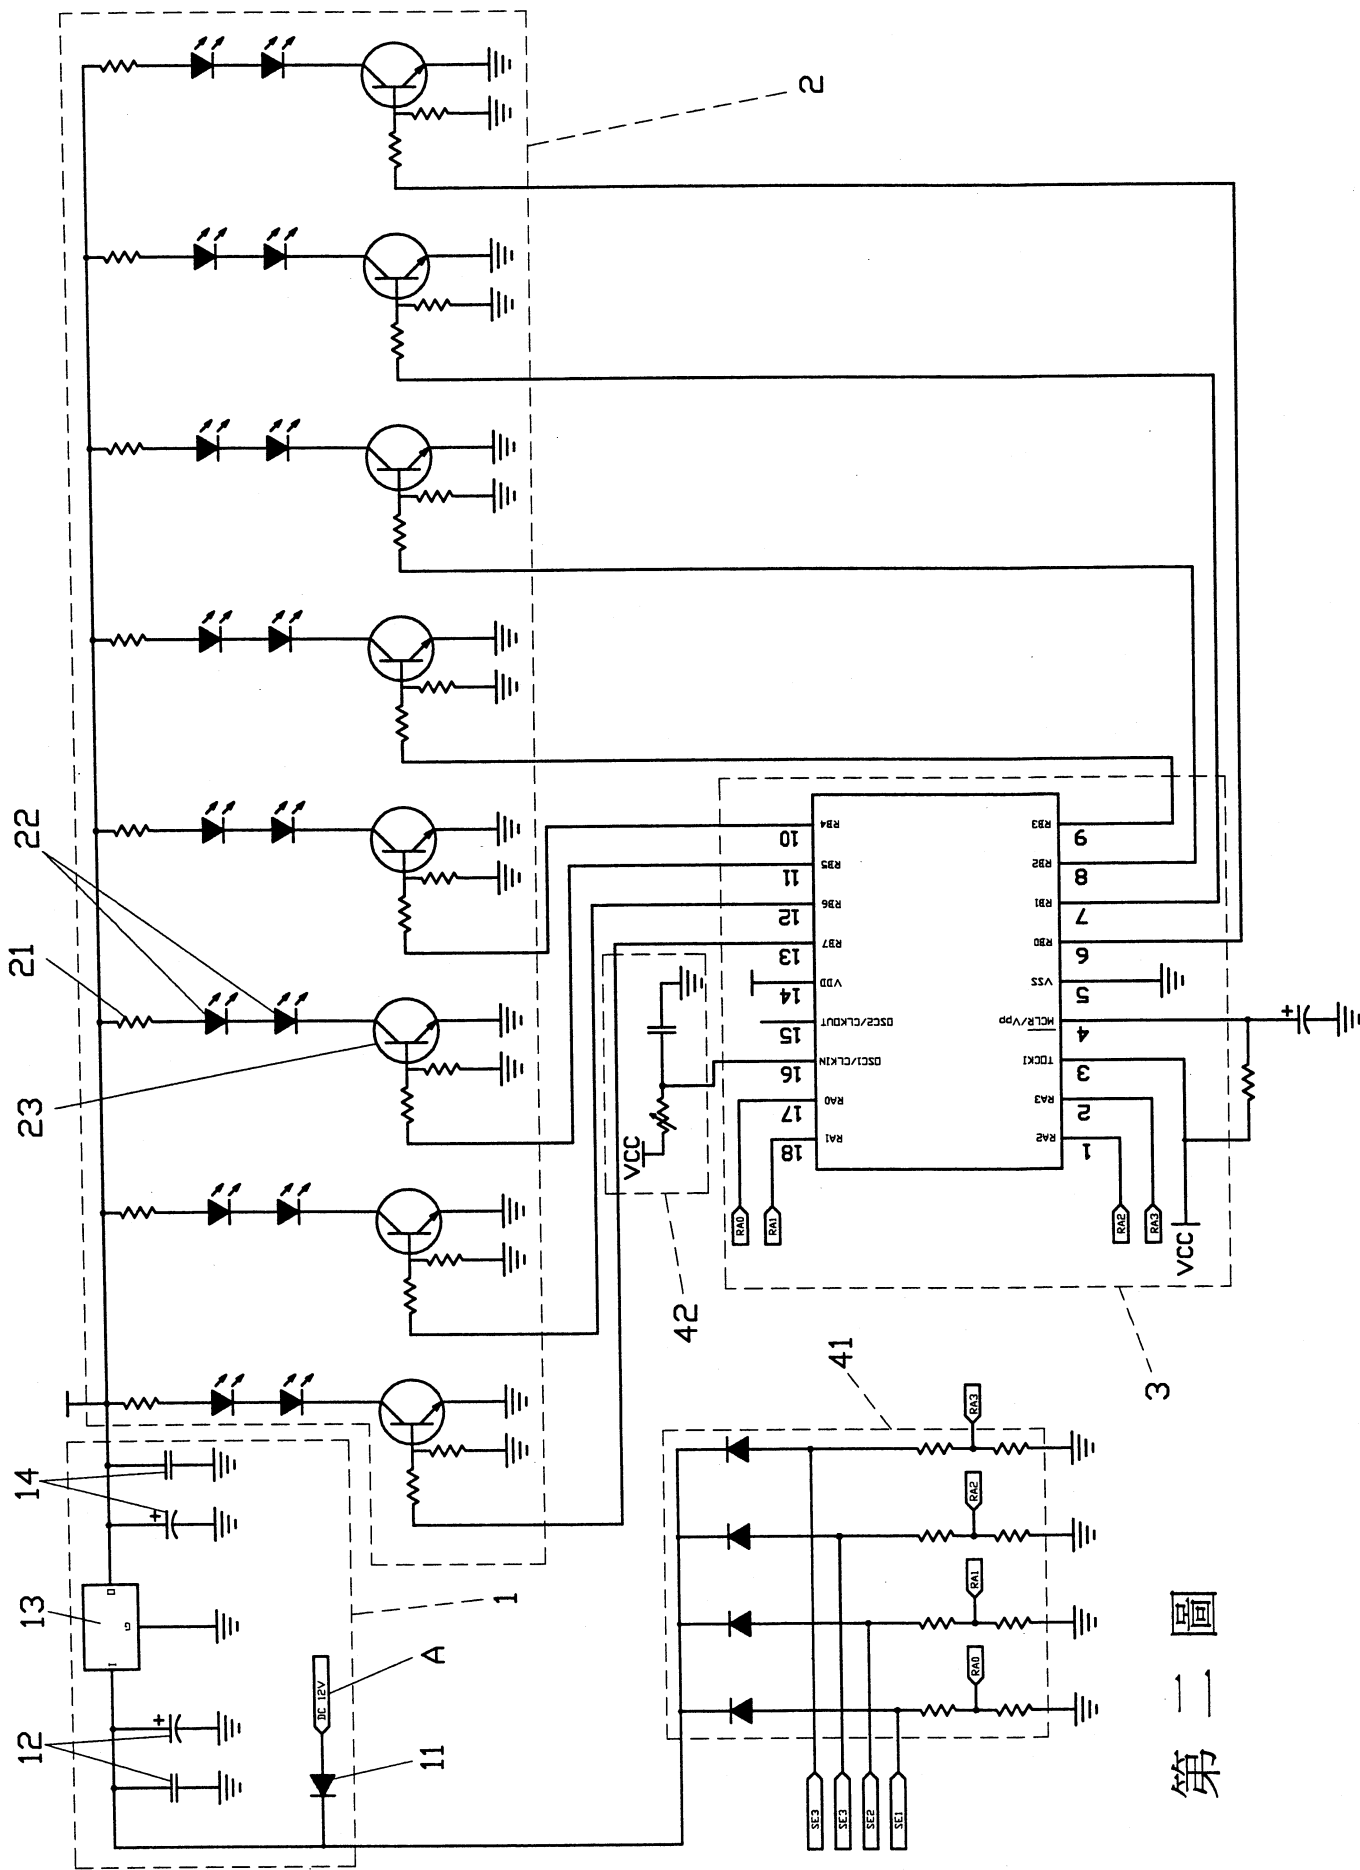 2
22
21
23
14
13
12
11
DC 12V
A
1
VCC
42
10 RB4
11 RB5
12 RB6
13 RB7
14 VDD
15 OSC2/CLKOUT
16 OSC1/CLKIN
17 RA0
18 RA1
RB3 9
RB2 8
RB1 7
RB0 6
VSS 5
MCLR/Vpp 4
TOCKI 3
RA3 2
RA2 1
RA0
RA1
RA2
RA3
VCC
3
41
RA3
RA2
RA1
RA0
SE3
SE3
SE2
SE1
+
+
+
I
G
O
第二圖